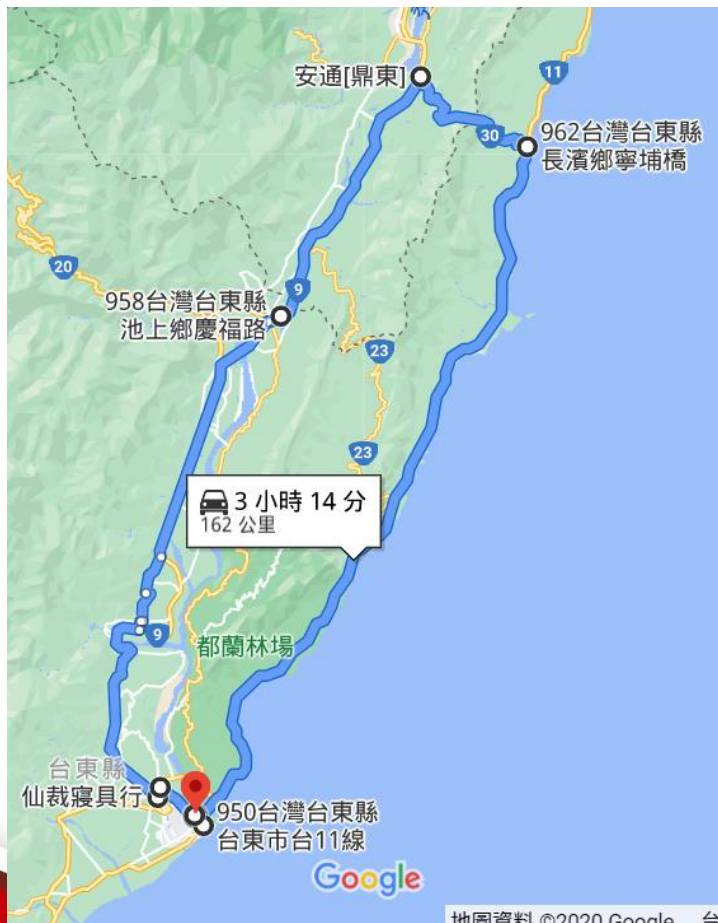 安通[鼎東]
11
30
962台灣台東縣
長濱鄉寧埔橋
20
9
958台灣台東縣
池上鄉慶福路
23
23
3 小時 14 分
162 公里
9
都蘭林場
台東縣
仙裁寢具行
950台灣台東縣
台東市台11線
Google
地圖資料 ©2020 Google